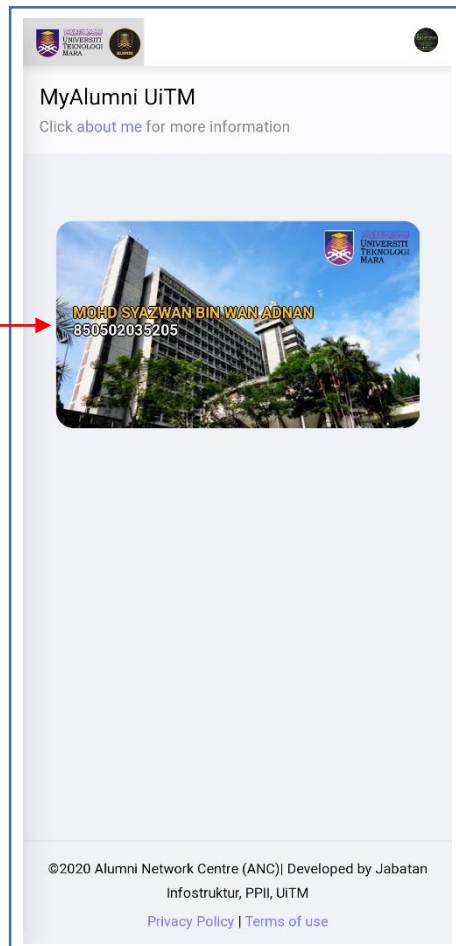 UNIVERSITI
TEKNOLOGI
MARA
ALUMNI
MyAlumni UiTM
Click about me for more information
UNIVERSITI
TEKNOLOGI
MARA
MOHD SYAZWAN BIN WAN ADNAN
850502035205
©2020 Alumni Network Centre (ANC)| Developed by Jabatan
Infostruktur, PPII, UiTM
Privacy Policy | Terms of use